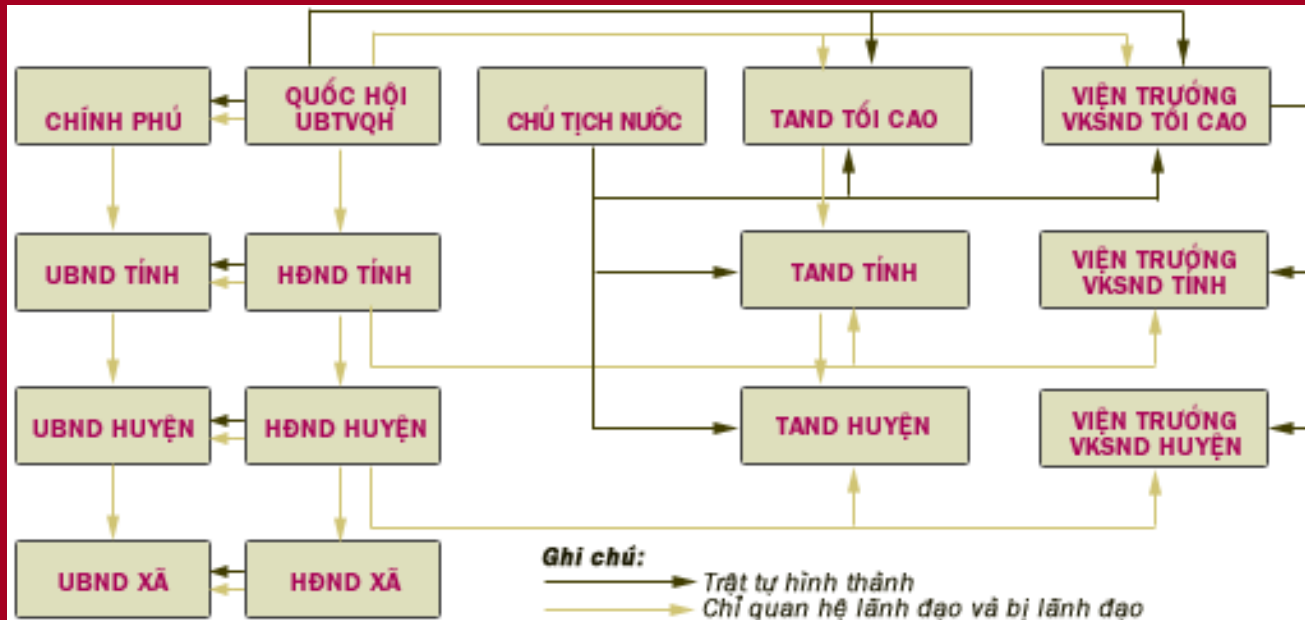 CHÍNH PHỦ
QUỐC HỘI
UBTVQH
CHỦ TỊCH NƯỚC
TAND TỐI CAO
VIỆN TRƯỞNG
VKSND TỐI CAO
UBND TỈNH
HĐND TỈNH
TAND TỈNH
VIỆN TRƯỞNG
VKSND TỈNH
UBND HUYỆN
HĐND HUYỆN
TAND HUYỆN
VIỆN TRƯỞNG
VKSND HUYỆN
UBND XÃ
HĐND XÃ
Ghi chú:
Trật tự hình thành
Chỉ quan hệ lãnh đạo và bị lãnh đạo